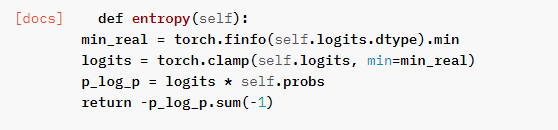 [docs] def entropy(self):
min_real = torch.finfo(self.logits.dtype).min
logits = torch.clamp(self.logits, min=min_real)
p_log_p = logits * self.probs
return -p_log_p.sum(-1)